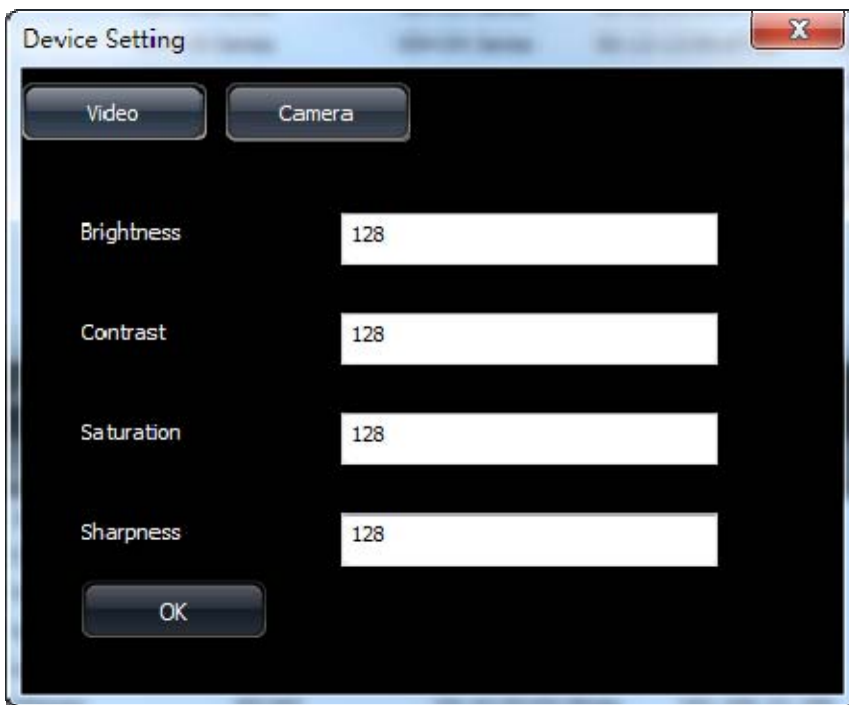 Device Setting
X
Video Camera
Brightness 128
Contrast 128
Saturation 128
Sharpness 128
OK